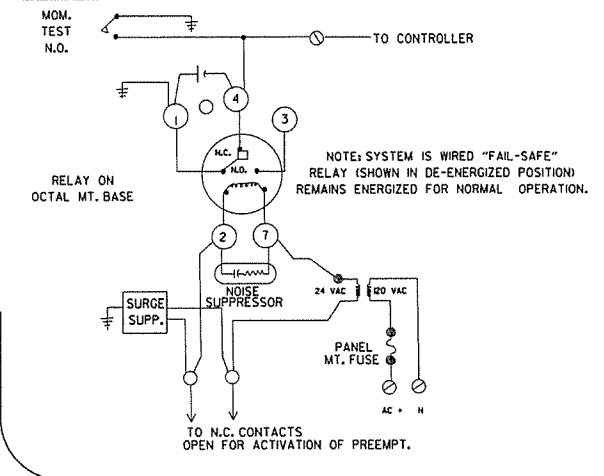 MOM.
TEST
N.O.
TO CONTROLLER
1
4
3
N.C.
N.O.
RELAY ON
OCTAL MT. BASE
NOTE: SYSTEM IS WIRED "FAIL-SAFE"
RELAY (SHOWN IN DE-ENERGIZED POSITION)
REMAINS ENERGIZED FOR NORMAL OPERATION.
2
7
NOISE
SUPPRESSOR
24 VAC
120 VAC
SURGE
SUPP.
PANEL
MT. FUSE
AC +
N
TO N.C. CONTACTS
OPEN FOR ACTIVATION OF PREEMPT.